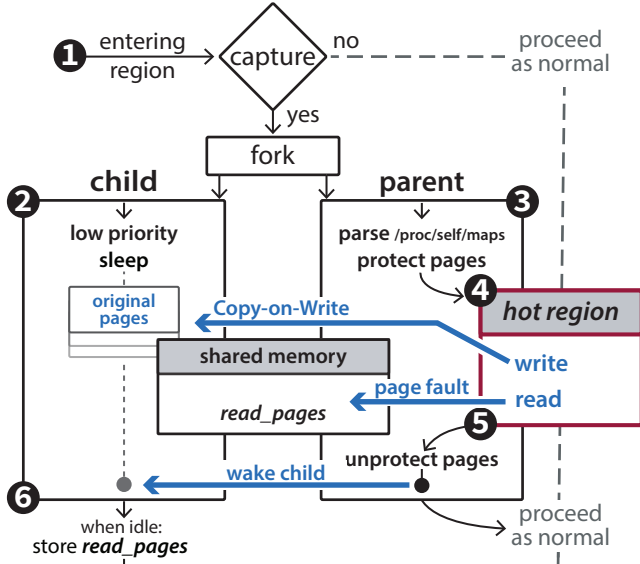 1
entering
region
capture
no
proceed
as normal
yes
fork
2
child
low priority
sleep
original
pages
parent
3
parse /proc/self/maps
protect pages
4
hot region
Copy-on-Write
write
shared memory
page fault
read
read_pages
5
unprotect pages
wake child
6
when idle:
store read_pages
proceed
as normal